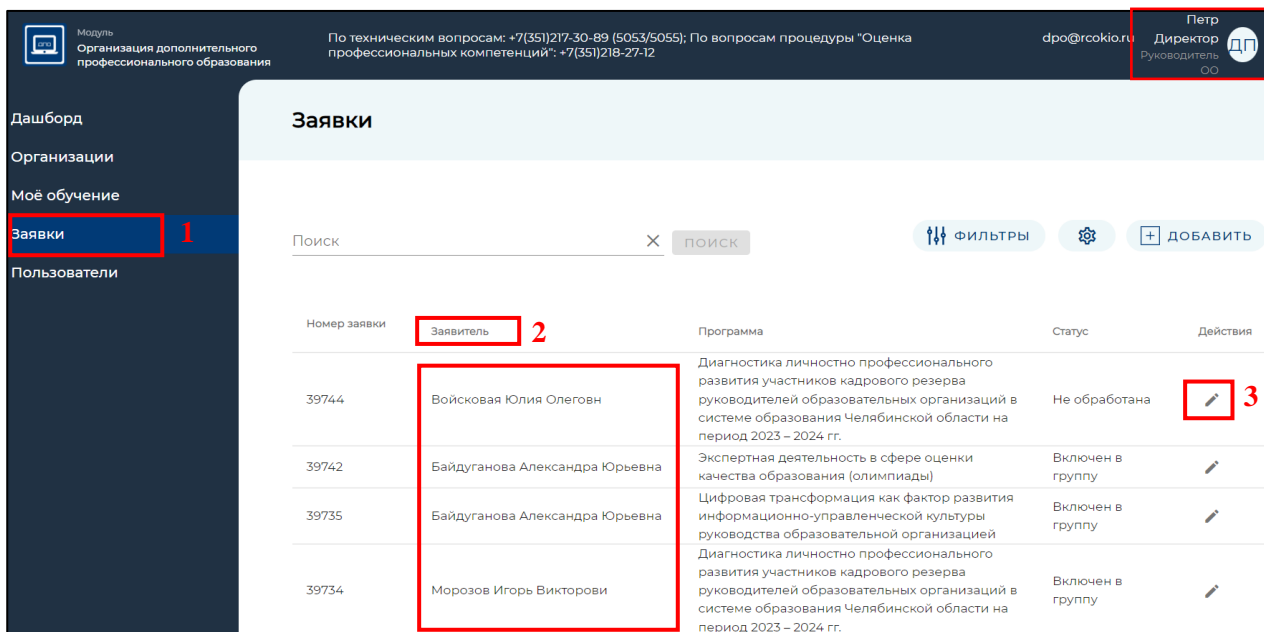 Модуль
Организация дополнительного
профессионального образования
По техническим вопросам: +7(351)217-30-89 (5053/5055); По вопросам процедуры "Оценка
профессиональных компетенций": +7(351)218-27-12
dpo@rcokio.ru
Петр
Директор
Руководитель
ОО
ДП
Дашборд
Организации
Моё обучение
Заявки
1
Пользователи
Заявки
Поиск
ПОИСК
ФИЛЬТРЫ
ДОБАВИТЬ
Номер заявки
Заявитель
2
Программа
Статус
Действия
39744
Войсковая Юлия Олеговн
Диагностика личностно профессионального
развития участников кадрового резерва
руководителей образовательных организаций в
системе образования Челябинской области на
период 2023 – 2024 гг.
Не обработана
3
39742
Байдуганова Александра Юрьевна
Экспертная деятельность в сфере оценки
качества образования (олимпиады)
Включен в
группу
39735
Байдуганова Александра Юрьевна
Цифровая трансформация как фактор развития
информационно-управленческой культуры
руководства образовательной организацией
Включен в
группу
39734
Морозов Игорь Викторови
Диагностика личностно профессионального
развития участников кадрового резерва
руководителей образовательных организаций в
системе образования Челябинской области на
период 2023 – 2024 гг.
Включен в
группу